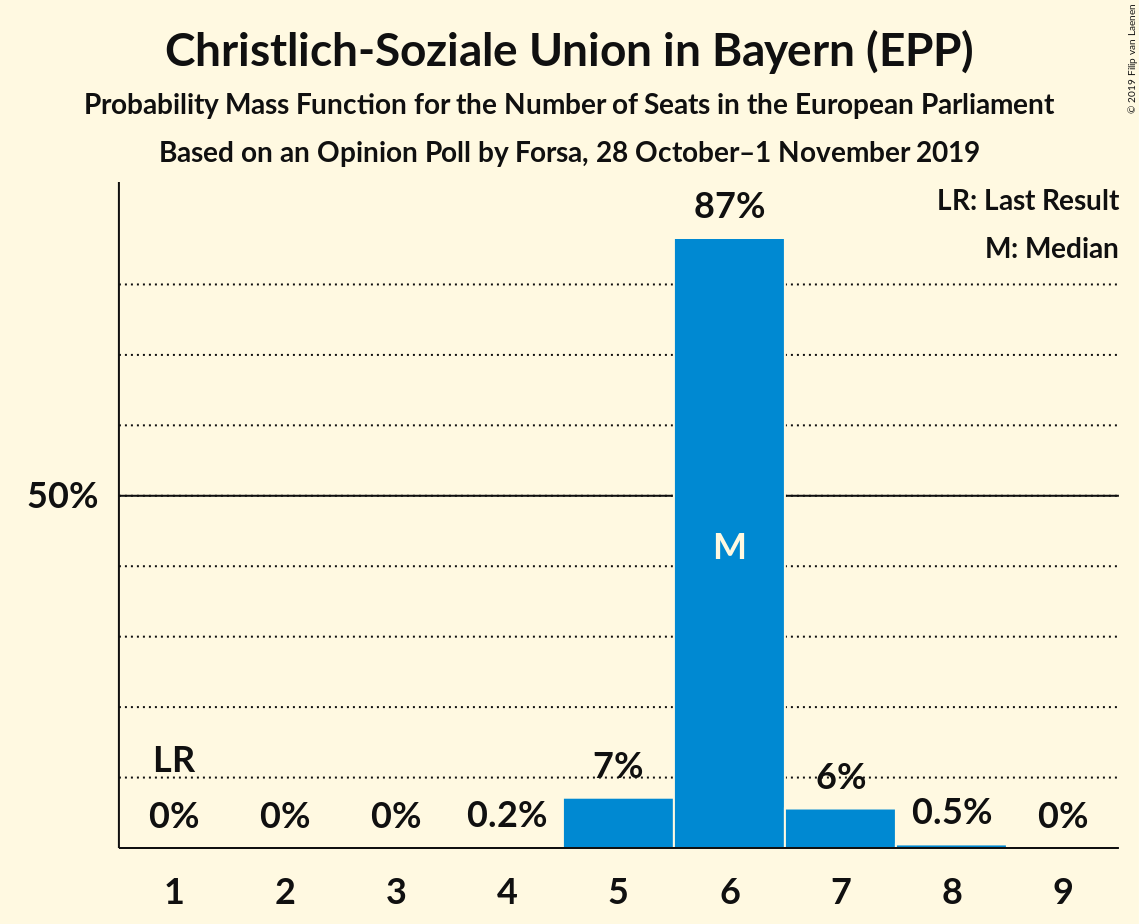 Christlich-Soziale Union in Bayern (EPP)
Probability Mass Function for the Number of Seats in the European Parliament
Based on an Opinion Poll by Forsa, 28 October–1 November 2019
© 2019 Filip van Laenen
LR: Last Result
M: Median
87%
50%
M
LR
7%
6%
0%
0%
0%
0.2%
0.5%
0%
1 2 3 4 5 6 7 8 9